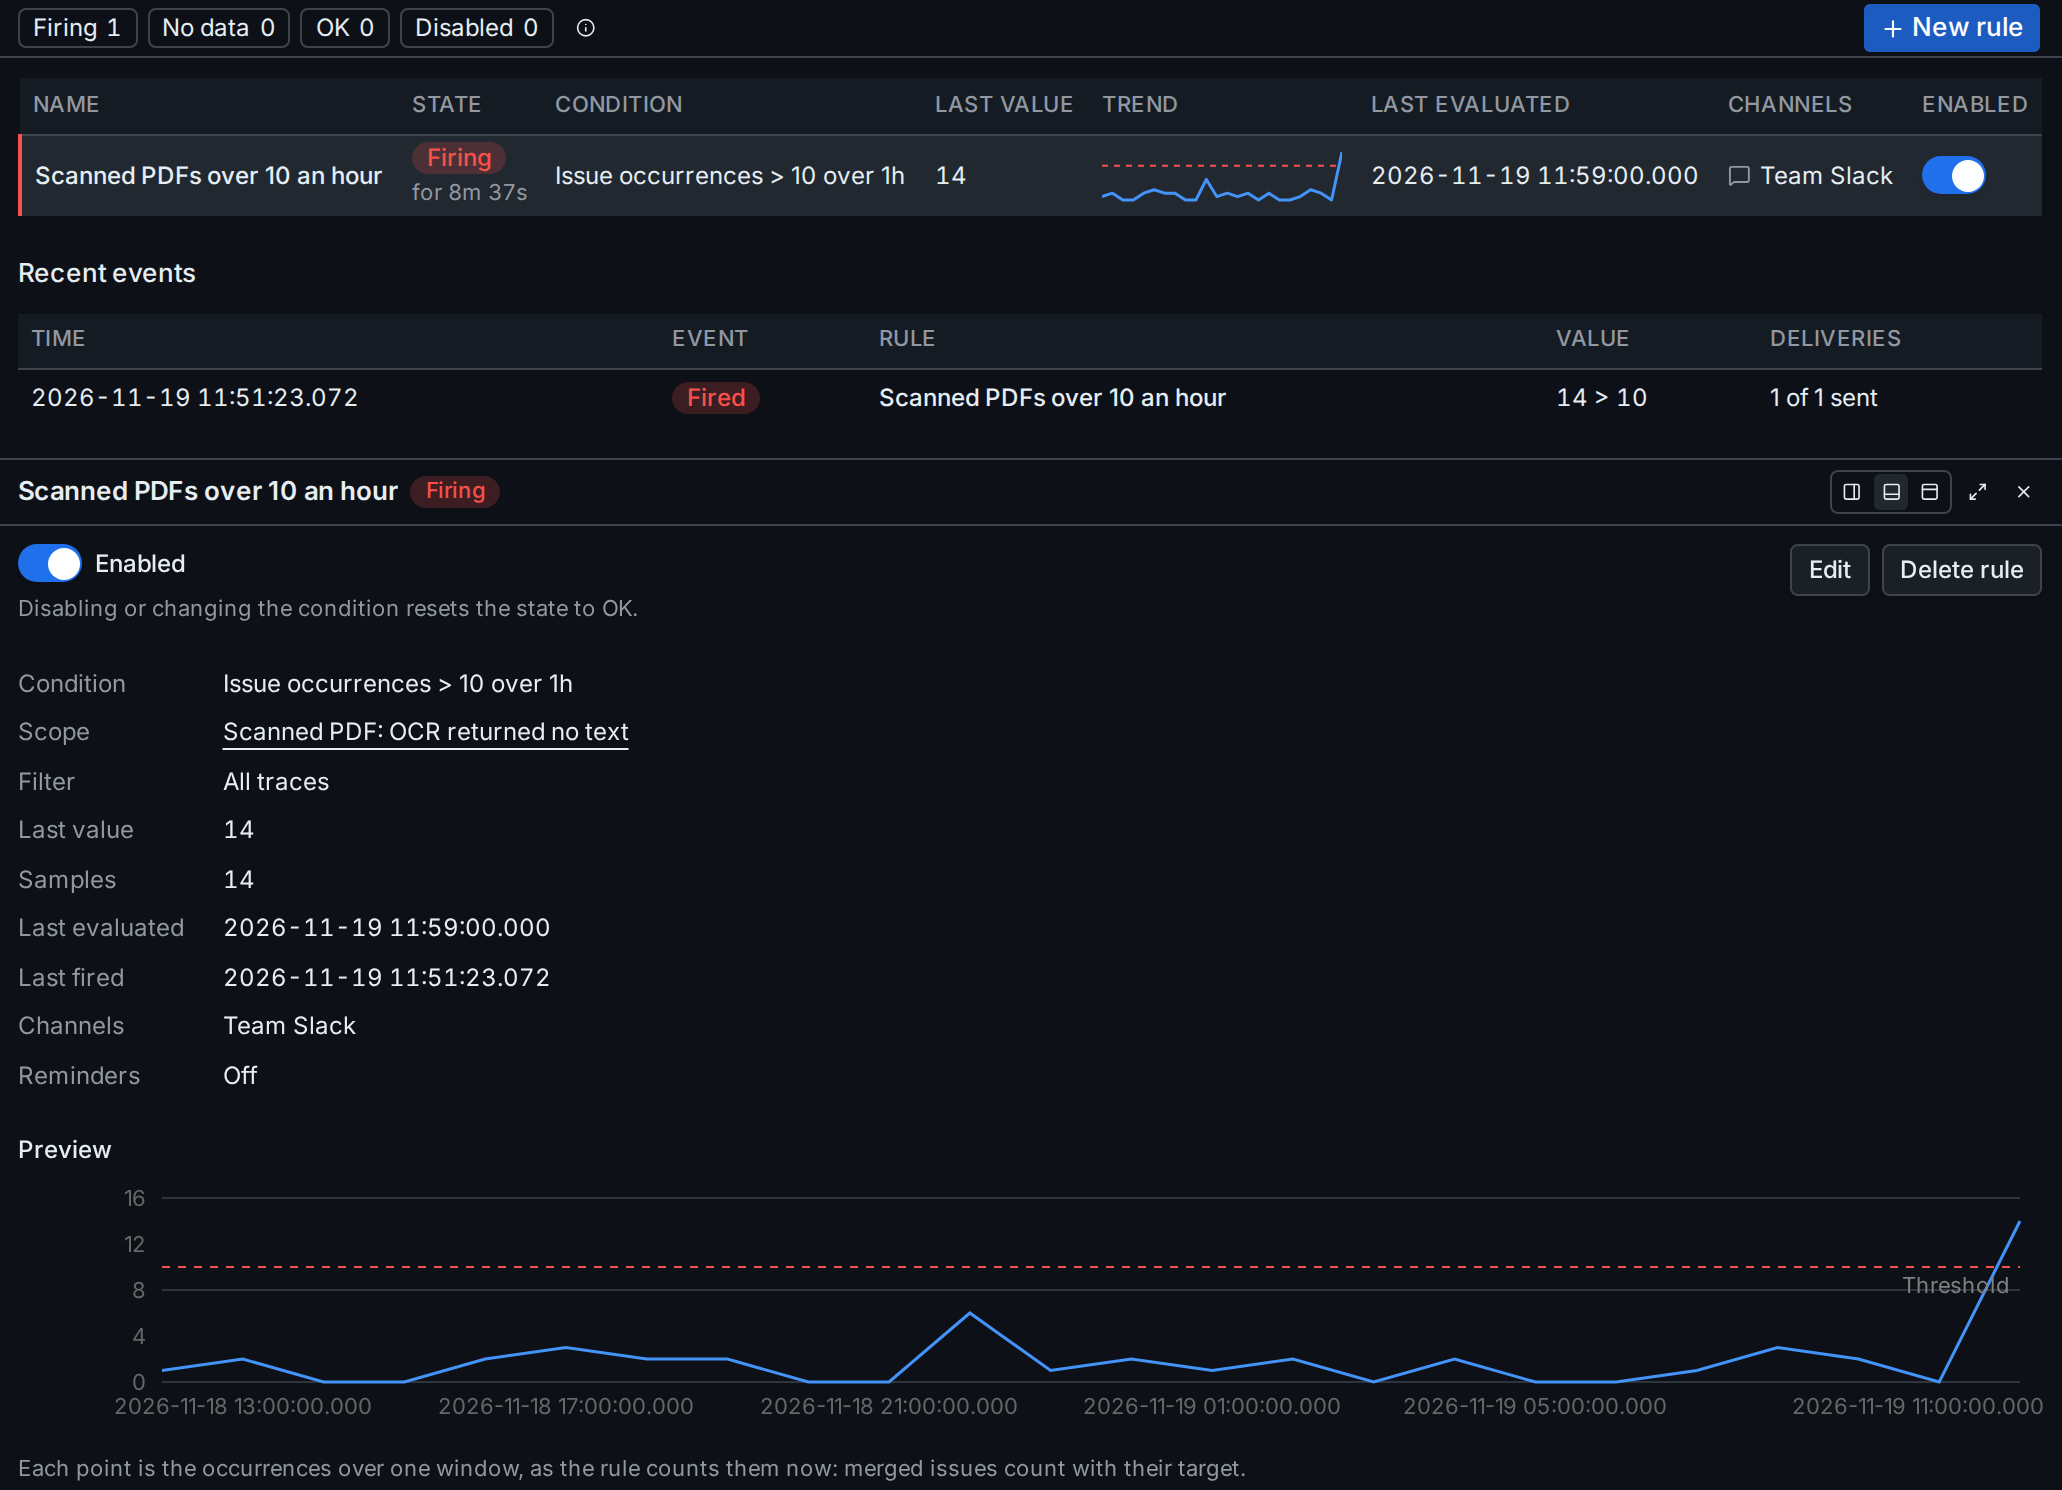 Firing 1
No data 0
OK 0
Disabled 0
+ New rule
NAME STATE CONDITION LAST VALUE TREND LAST EVALUATED CHANNELS ENABLED
Scanned PDFs over 10 an hour Firing for 8m 37s Issue occurrences > 10 over 1h 14 2026-11-19 11:59:00.000 Team Slack
Recent events
TIME EVENT RULE VALUE DELIVERIES
2026-11-19 11:51:23.072 Fired Scanned PDFs over 10 an hour 14 > 10 1 of 1 sent
Scanned PDFs over 10 an hour Firing
Enabled
Edit
Delete rule
Disabling or changing the condition resets the state to OK.
Condition Issue occurrences > 10 over 1h
Scope Scanned PDF: OCR returned no text
Filter All traces
Last value 14
Samples 14
Last evaluated 2026-11-19 11:59:00.000
Last fired 2026-11-19 11:51:23.072
Channels Team Slack
Reminders Off
Preview
16
12
8
4
0
Threshold
2026-11-18 13:00:00.000 2026-11-18 17:00:00.000 2026-11-18 21:00:00.000 2026-11-19 01:00:00.000 2026-11-19 05:00:00.000 2026-11-19 11:00:00.000
Each point is the occurrences over one window, as the rule counts them now: merged issues count with their target.